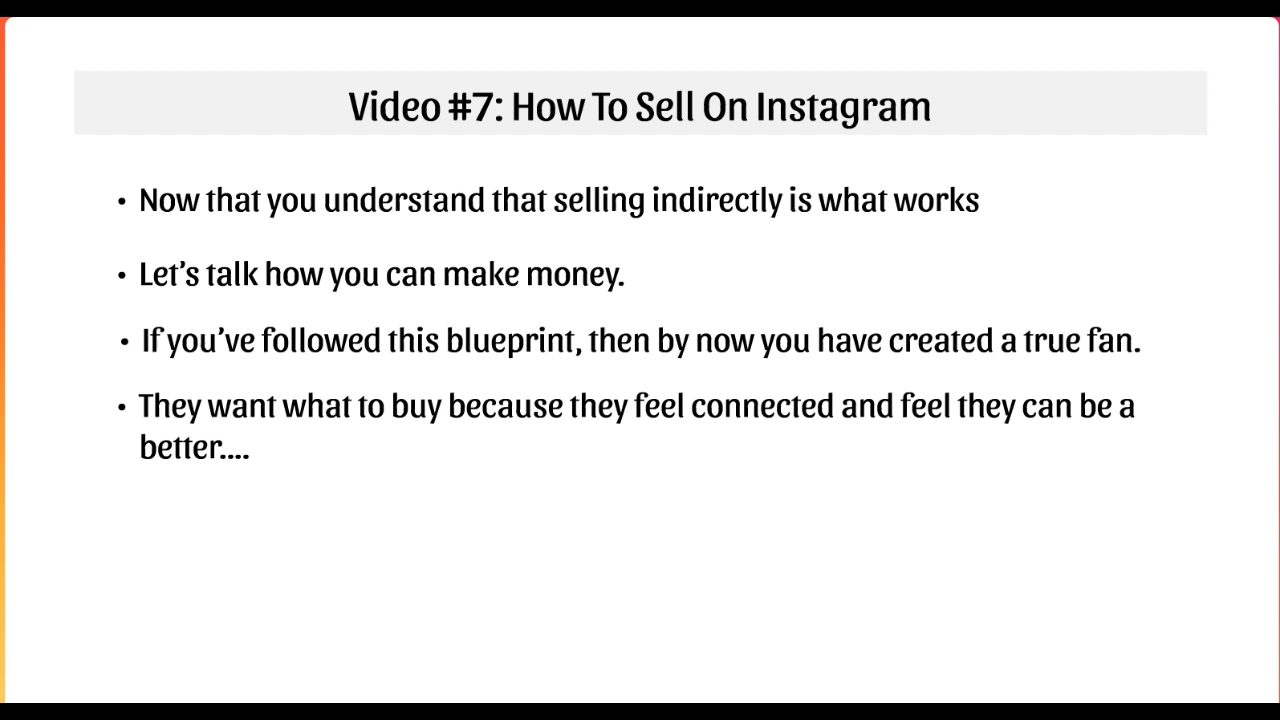 Video #7: How To Sell On Instagram
• Now that you understand that selling indirectly is what works
• Let’s talk how you can make money.
• If you’ve followed this blueprint, then by now you have created a true fan.
• They want what to buy because they feel connected and feel they can be a
better....